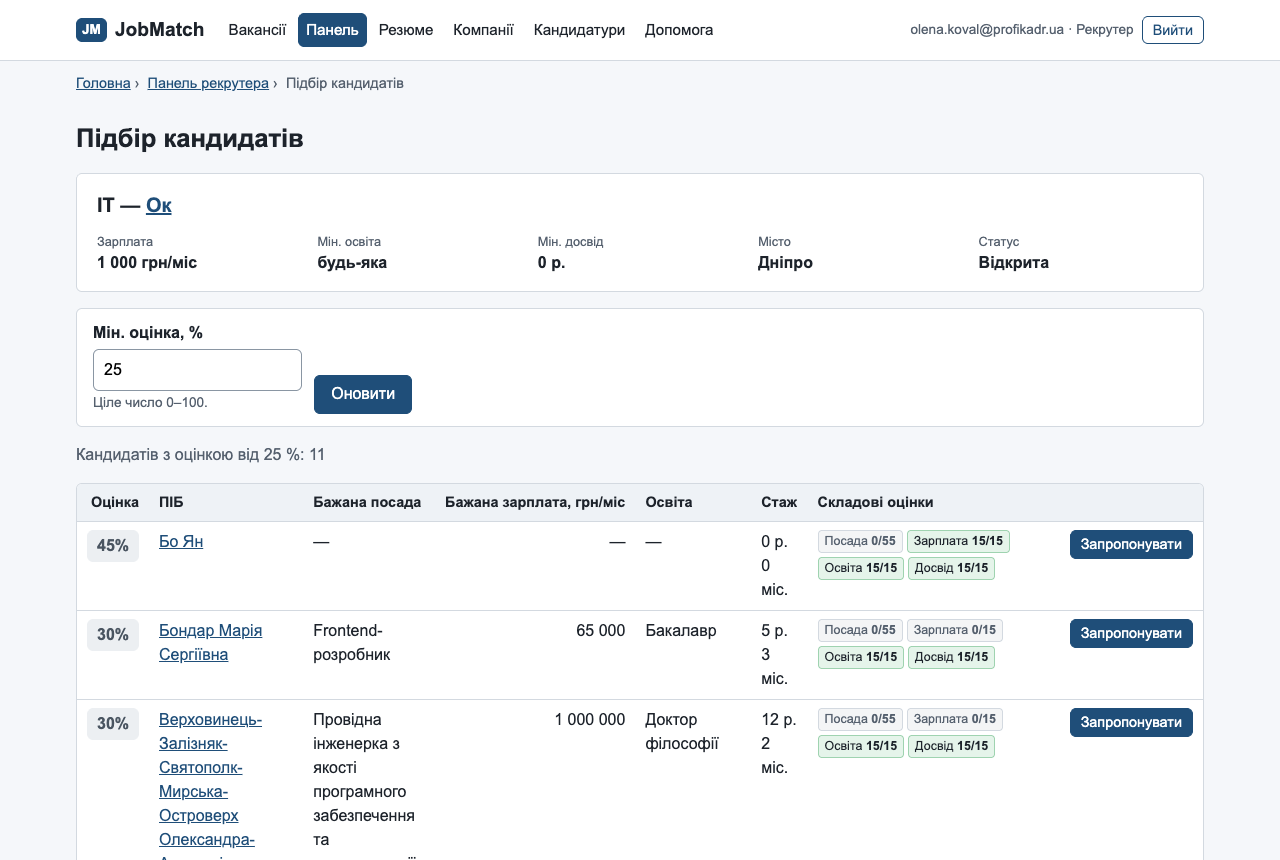 JM JobMatch Вакансії Панель Резюме Компанії Кандидатури Допомога olena.koval@profikadr.ua · Рекрутер Вийти
Головна › Панель рекрутера › Підбір кандидатів
Підбір кандидатів
IT — Ок
Зарплата Мін. освіта Мін. досвід Місто Статус
1 000 грн/міс будь-яка 0 р. Дніпро Відкрита
Мін. оцінка, %
25
Оновити
Ціле число 0–100.
Кандидатів з оцінкою від 25 %: 11
Оцінка ПІБ Бажана посада Бажана зарплата, грн/міс Освіта Стаж Складові оцінки
45% Бо Ян — — — 0 р. Посада 0/55 Зарплата 15/15 Запропонувати
0 Освіта 15/15 Досвід 15/15
міс.
30% Бондар Марія Frontend- 65 000 Бакалавр 5 р. Посада 0/55 Зарплата 0/15 Запропонувати
Сергіївна розробник 3 Освіта 15/15 Досвід 15/15
міс.
30% Верховинець- Провідна 1 000 000 Доктор 12 р. Посада 0/55 Зарплата 0/15 Запропонувати
Залізняк- інженерка з філософії 2 Освіта 15/15 Досвід 15/15
Святополк- якості міс.
Мирська- програмного
Островерх забезпечення
Олександра- та